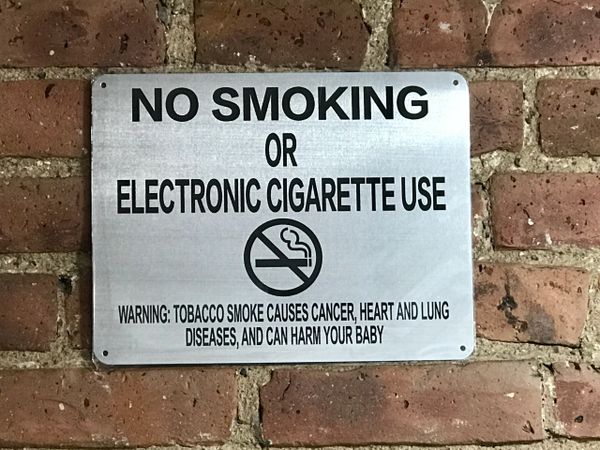 NO SMOKING
OR
ELECTRONIC CIGARETTE USE
WARNING: TOBACCO SMOKE CAUSES CANCER, HEART AND LUNG
DISEASES, AND CAN HARM YOUR BABY